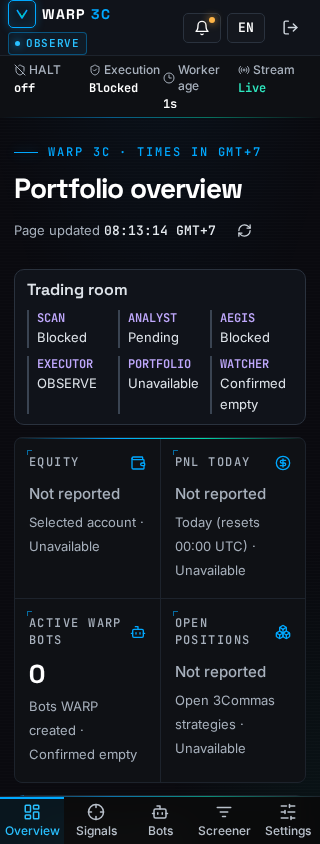 WARP 3C
OBSERVE
EN
HALT
off
Execution
Blocked
Worker
age
1s
Stream
Live
WARP 3C · TIMES IN GMT+7
Portfolio overview
Page updated 08:13:14 GMT+7
Trading room
SCAN
Blocked
ANALYST
Pending
AEGIS
Blocked
EXECUTOR
OBSERVE
PORTFOLIO
Unavailable
WATCHER
Confirmed
empty
EQUITY
Not reported
Selected account ·
Unavailable
PNL TODAY
Not reported
Today (resets
00:00 UTC) ·
Unavailable
ACTIVE WARP
BOTS
0
Bots WARP
created ·
Confirmed empty
OPEN
POSITIONS
Not reported
Open 3Commas
strategies ·
Unavailable
Overview
Signals
Bots
Screener
Settings